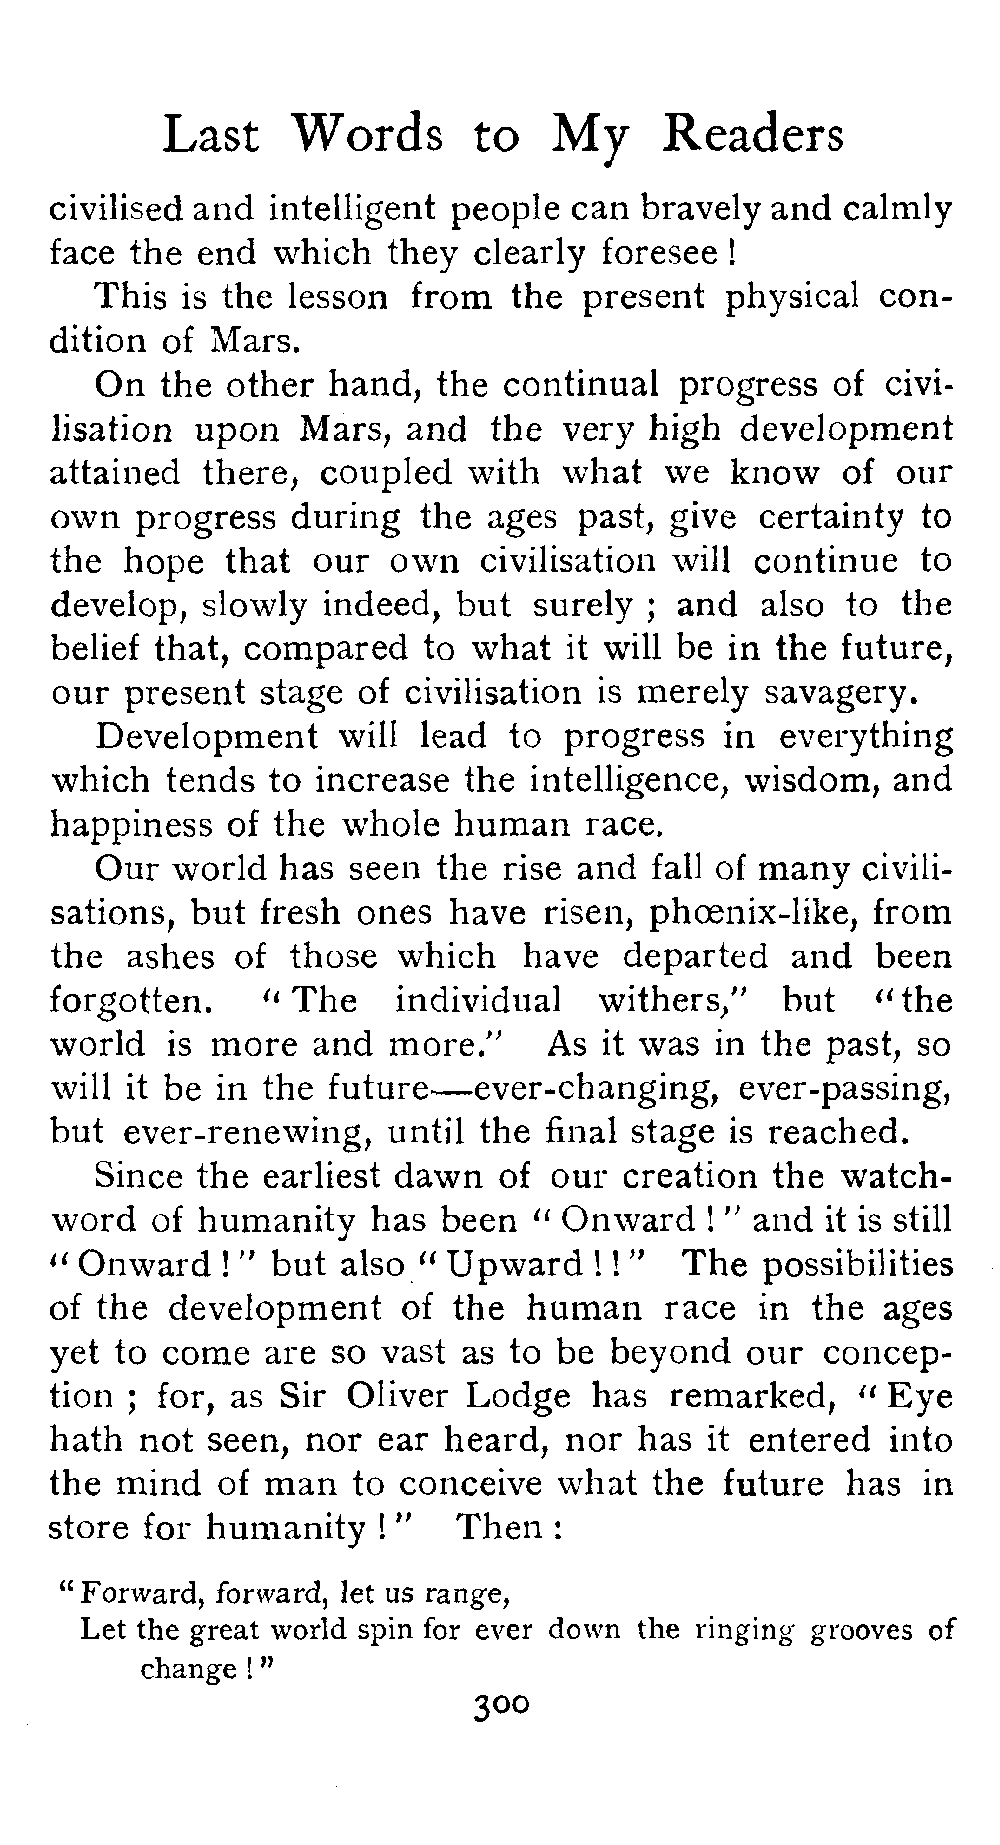 Last Words to My Readers
civilised and intelligent people can bravely and calmly
face the end which they clearly foresee !
This is the lesson from the present physical con-
dition of Mars.
On the other hand, the continual progress of civi-
lisation upon Mars, and the very high development
attained there, coupled with what we know of our
own progress during the ages past, give certainty to
the hope that our own civilisation will continue to
develop, slowly indeed, but surely ; and also to the
belief that, compared to what it will be in the future,
our present stage of civilisation is merely savagery.
Development will lead to progress in everything
which tends to increase the intelligence, wisdom, and
happiness of the whole human race.
Our world has seen the rise and fall of many civili-
sations, but fresh ones have risen, phœnix-like, from
the ashes of those which have departed and been
forgotten. “ The individual withers,” but “ the
world is more and more.” As it was in the past, so
will it be in the future—ever-changing, ever-passing,
but ever-renewing, until the final stage is reached.
Since the earliest dawn of our creation the watch-
word of humanity has been “ Onward ! ” and it is still
“ Onward ! ” but also “ Upward ! ! ” The possibilities
of the development of the human race in the ages
yet to come are so vast as to be beyond our concep-
tion ; for, as Sir Oliver Lodge has remarked, “ Eye
hath not seen, nor ear heard, nor has it entered into
the mind of man to conceive what the future has in
store for humanity ! ” Then :
“ Forward, forward, let us range,
Let the great world spin for ever down the ringing grooves of
change ! ”
300